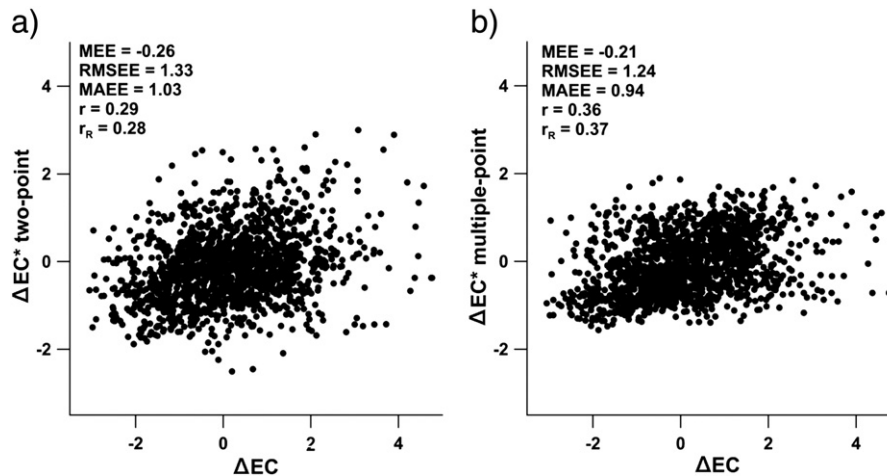 a)
MEE = -0.26
RMSEE = 1.33
MAEE = 1.03
r = 0.29
rR = 0.28
4
2
0
-2
ΔEC* two-point
-2 0 2 4
ΔEC
b)
MEE = -0.21
RMSEE = 1.24
MAEE = 0.94
r = 0.36
rR = 0.37
4
2
0
-2
ΔEC* multiple-point
-2 0 2 4
ΔEC